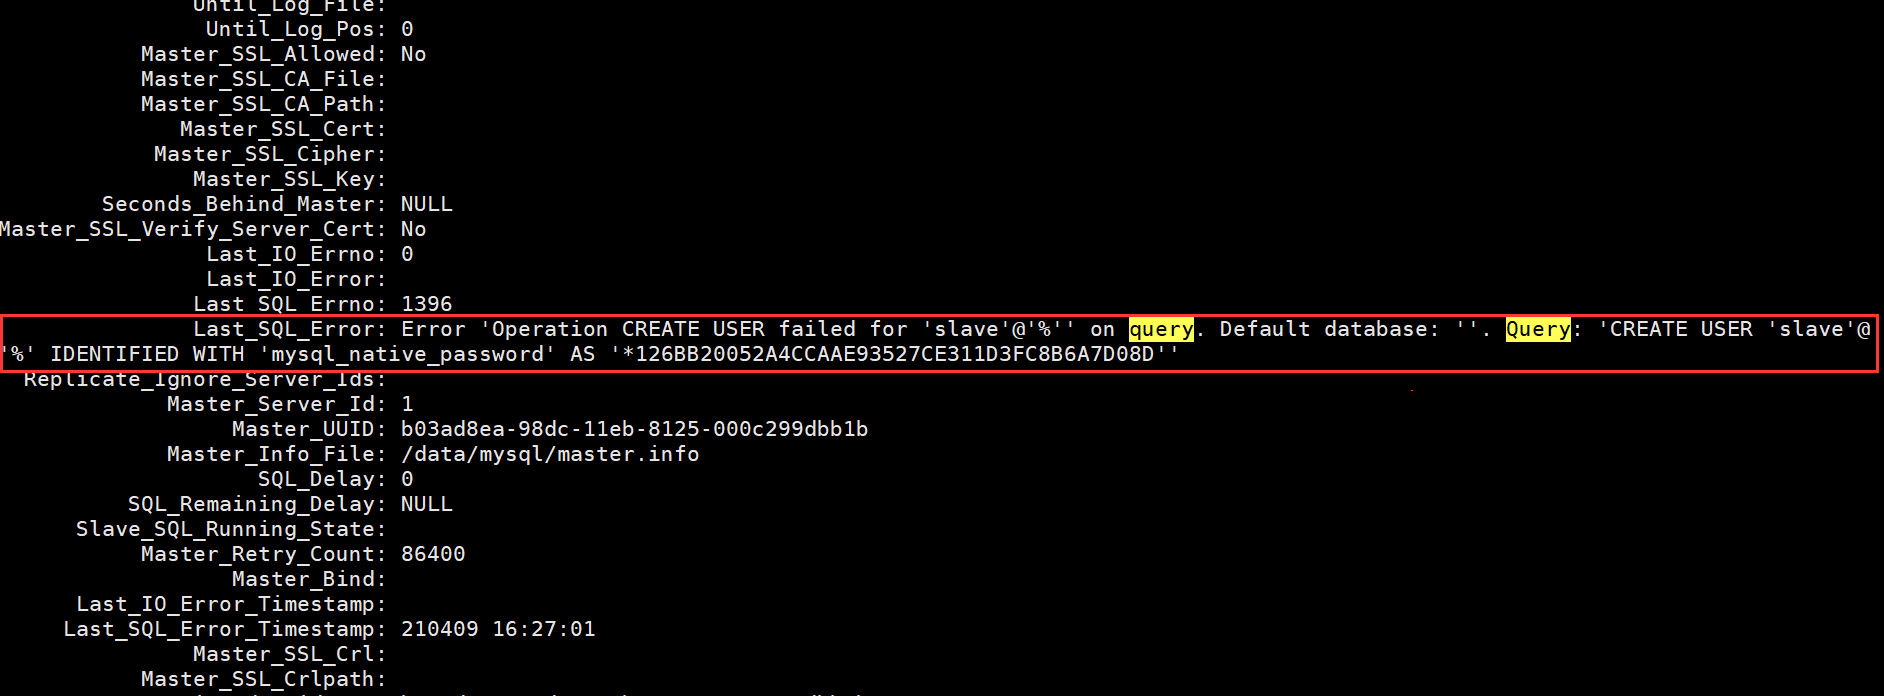 Until_Log_File:
Until_Log_Pos: 0
Master_SSL_Allowed: No
Master_SSL_CA_File:
Master_SSL_CA_Path:
Master_SSL_Cert:
Master_SSL_Cipher:
Master_SSL_Key:
Seconds_Behind_Master: NULL
Master_SSL_Verify_Server_Cert: No
Last_IO_Errno: 0
Last_IO_Error:
Last_SQL_Errno: 1396
Last_SQL_Error: Error 'Operation CREATE USER failed for 'slave'@'%'' on query. Default database: ''. Query: 'CREATE USER 'slave'@
'%' IDENTIFIED WITH 'mysql_native_password' AS '*126BB20052A4CCAAE93527CE311D3FC8B6A7D08D''
Replicate_Ignore_Server_Ids:
Master_Server_Id: 1
Master_UUID: b03ad8ea-98dc-11eb-8125-000c299dbb1b
Master_Info_File: /data/mysql/master.info
SQL_Delay: 0
SQL_Remaining_Delay: NULL
Slave_SQL_Running_State:
Master_Retry_Count: 86400
Master_Bind:
Last_IO_Error_Timestamp:
Last_SQL_Error_Timestamp: 210409 16:27:01
Master_SSL_Crl:
Master_SSL_Crlpath: